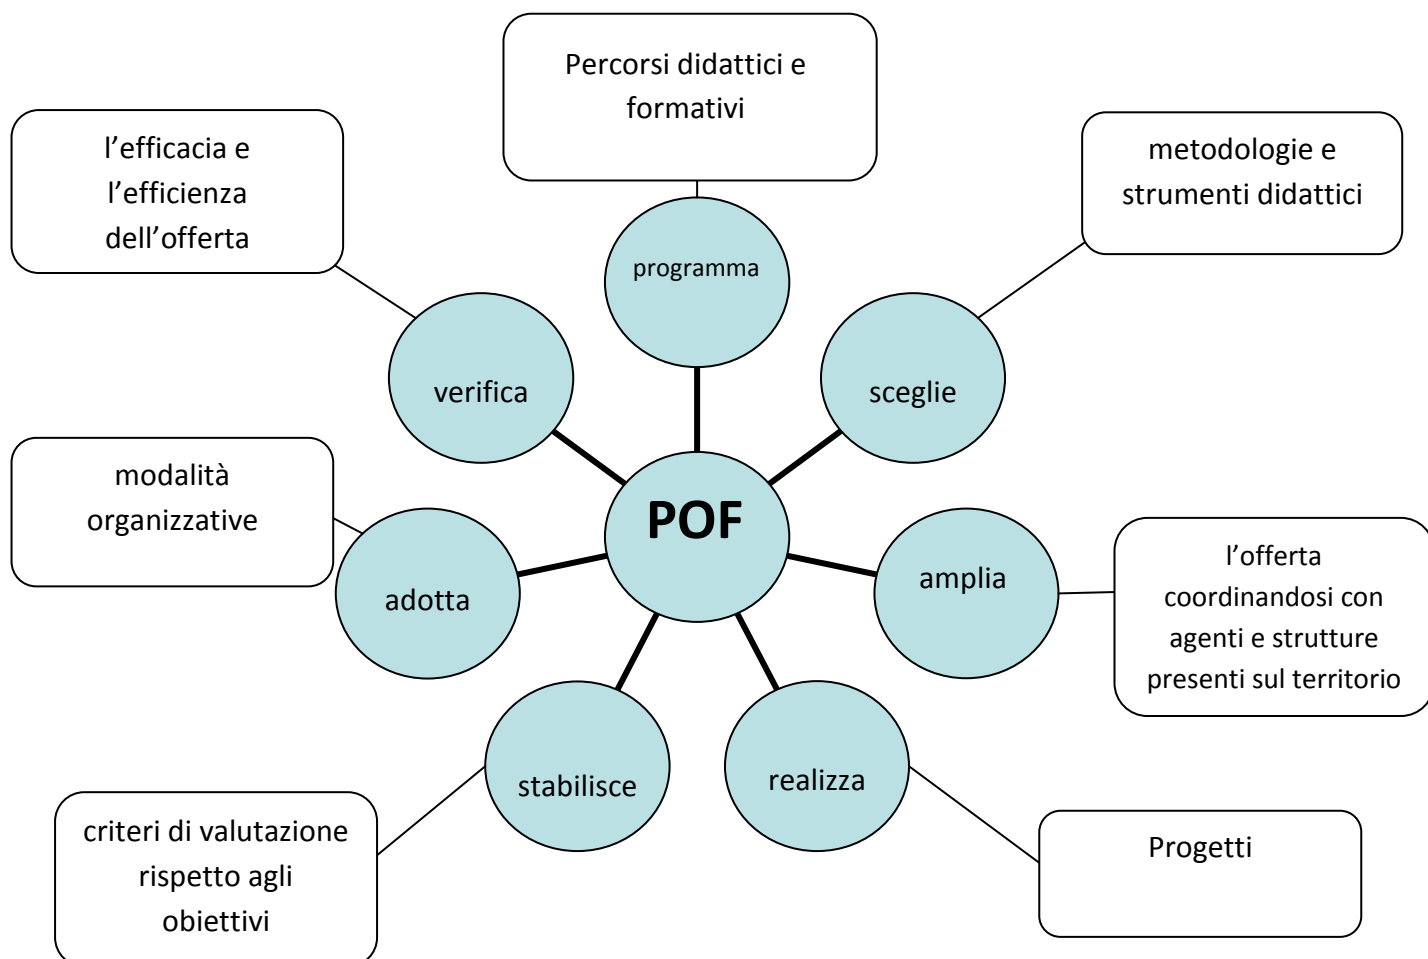 Percorsi didattici e
formativi
l’efficacia e
l’efficienza
dell’offerta
metodologie e
strumenti didattici
programma
verifica
sceglie
modalità
organizzative
POF
adotta
amplia
l’offerta
coordinandosi con
agenti e strutture
presenti sul territorio
stabilisce
realizza
criteri di valutazione
rispetto agli
obiettivi
Progetti